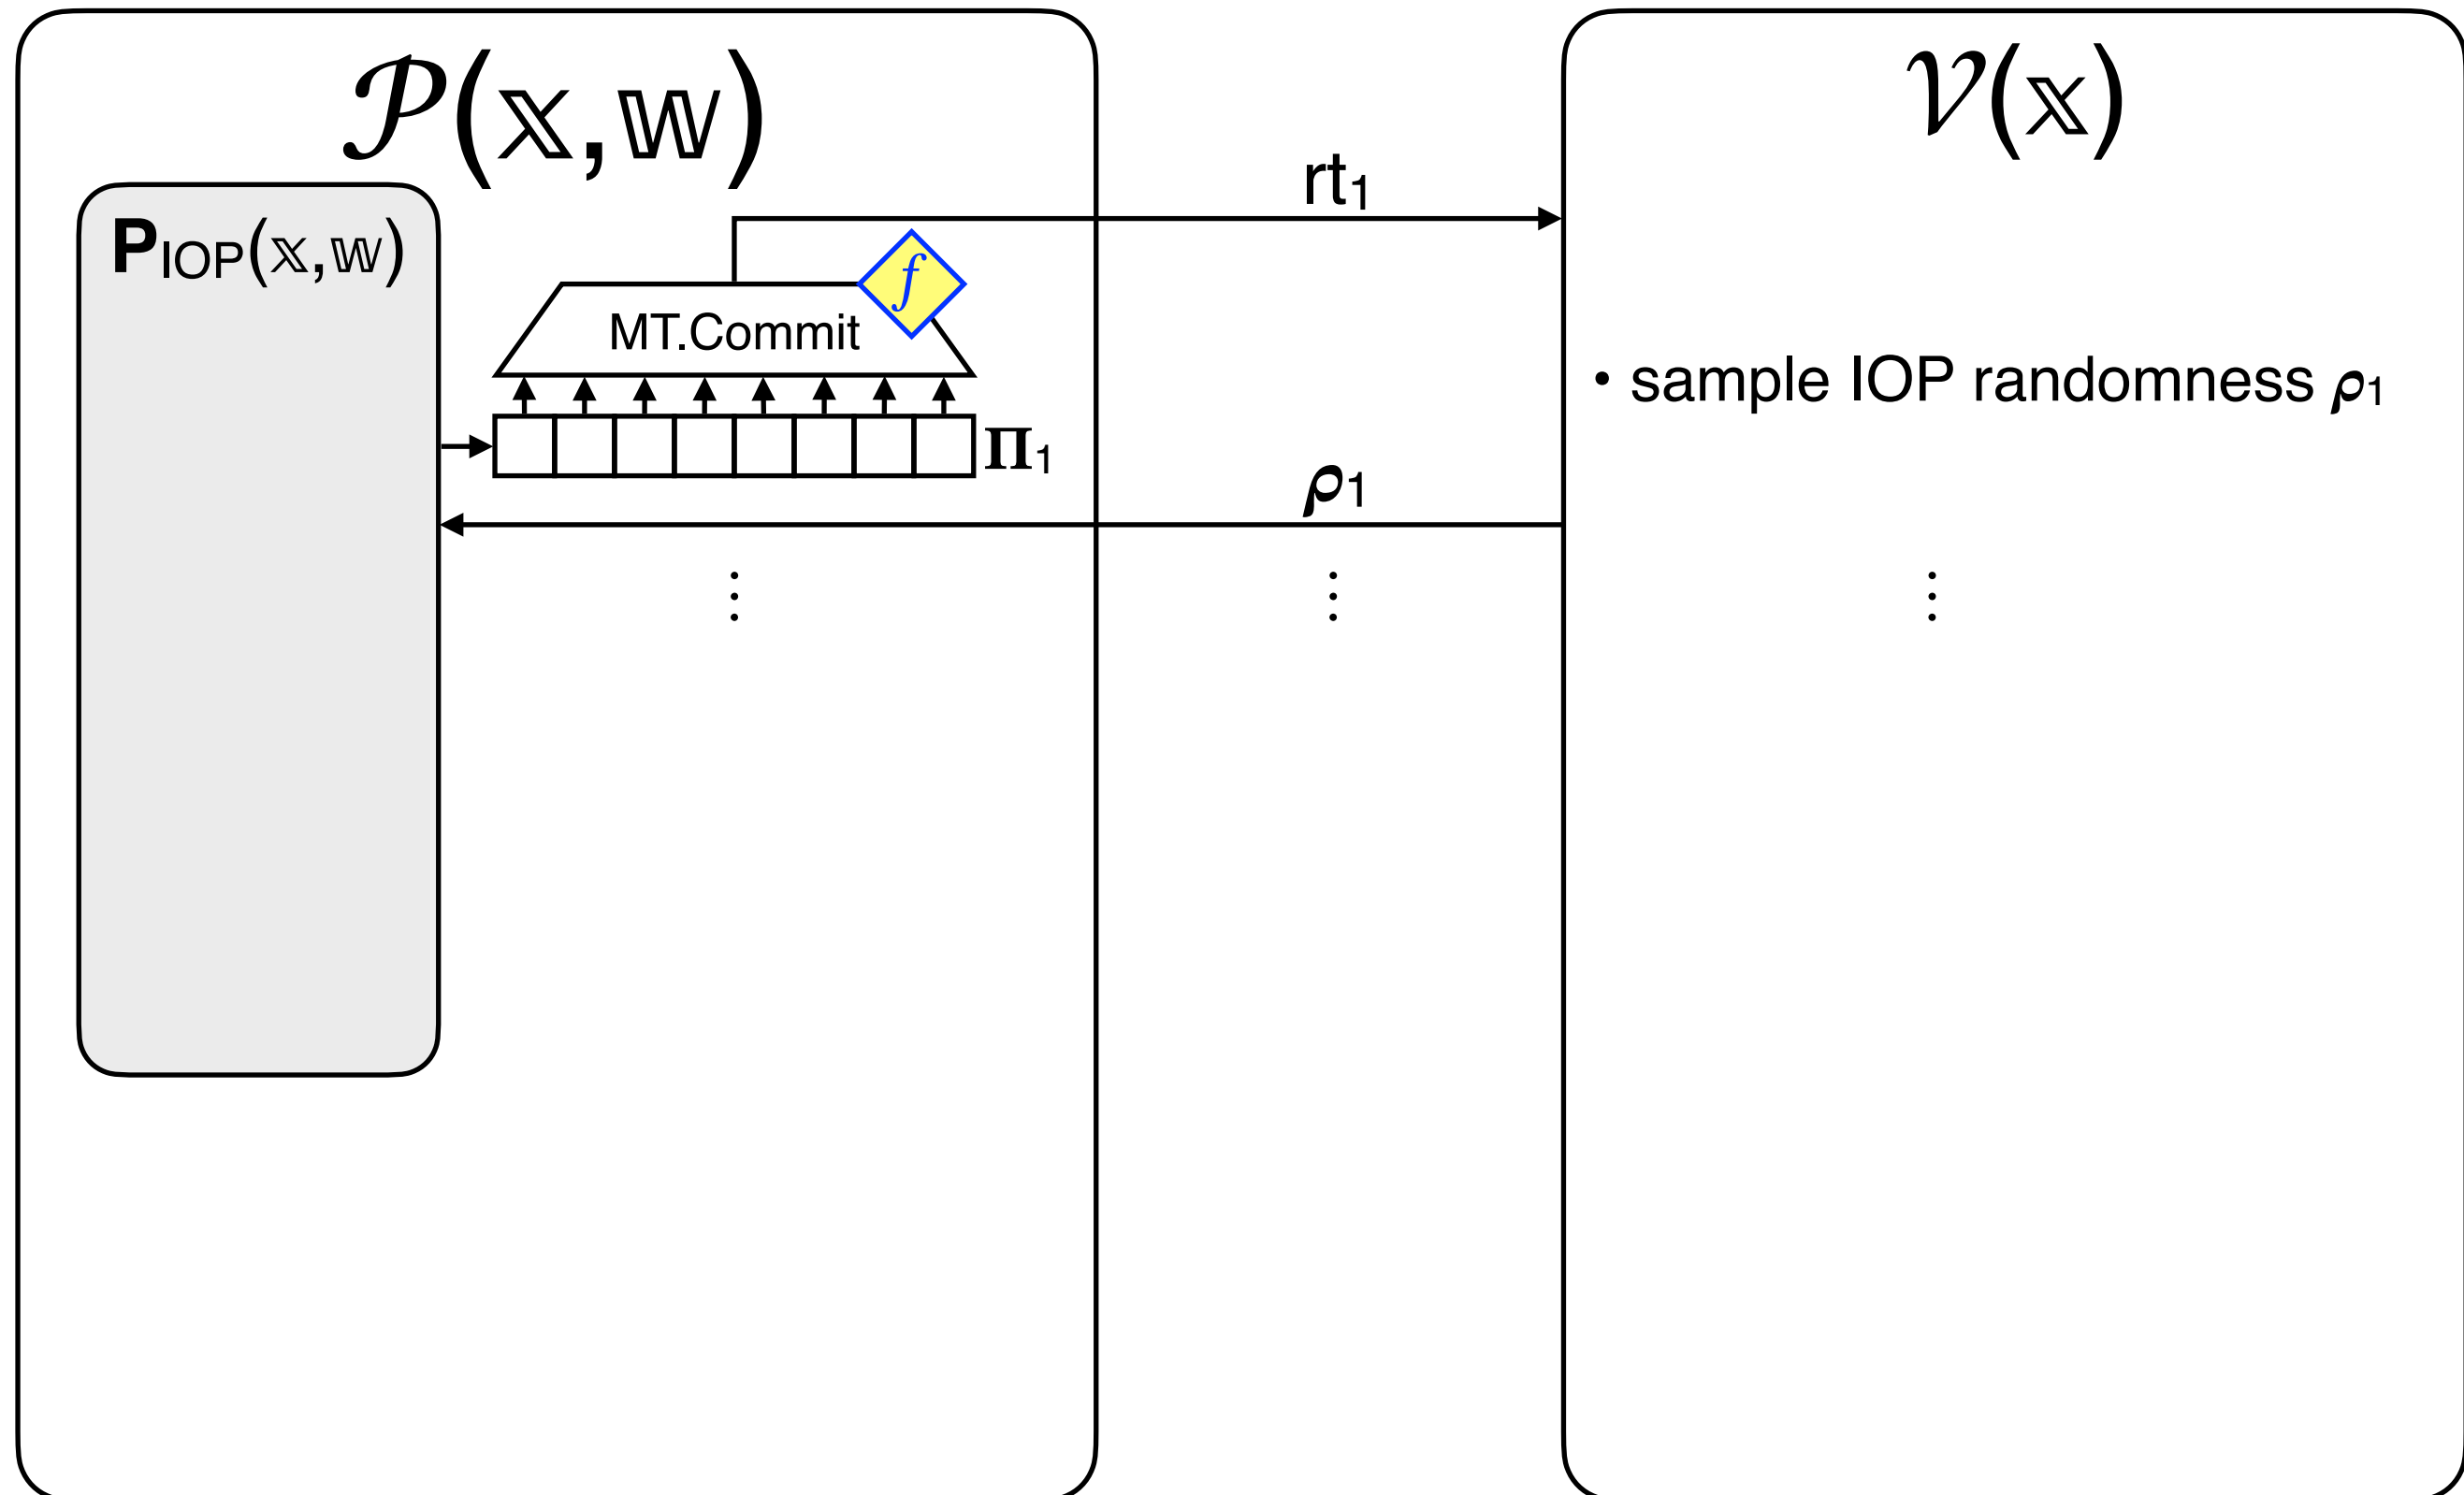 𝒫(𝕩,𝕨)
𝒱(𝕩)
rt₁
P_IOP(𝕩,𝕨)
f
MT.Commit
• sample IOP randomness ρ₁
Π₁
ρ₁
⋮ ⋮ ⋮